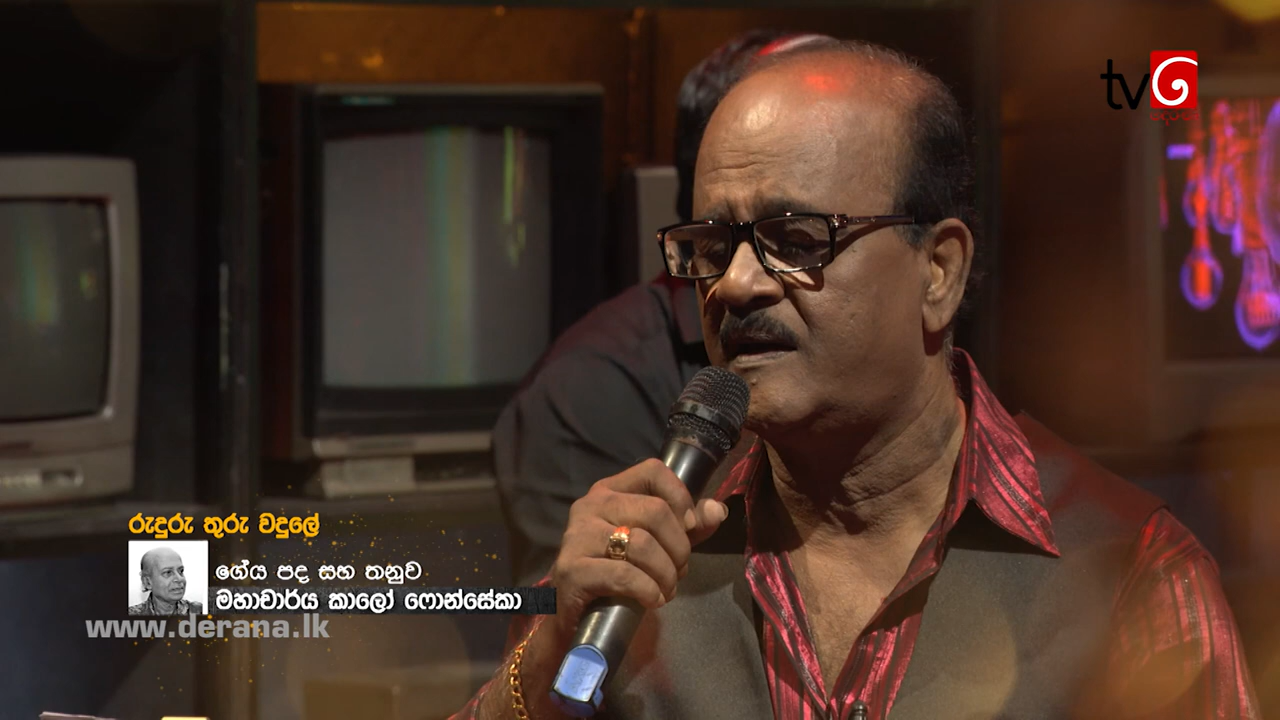 tv
රුදුරු තුරු වදුලේ
ගේය පද සහ තනුව
මහාචාර්ය කාලෝ ෆොන්සේකා
www.derana.lk